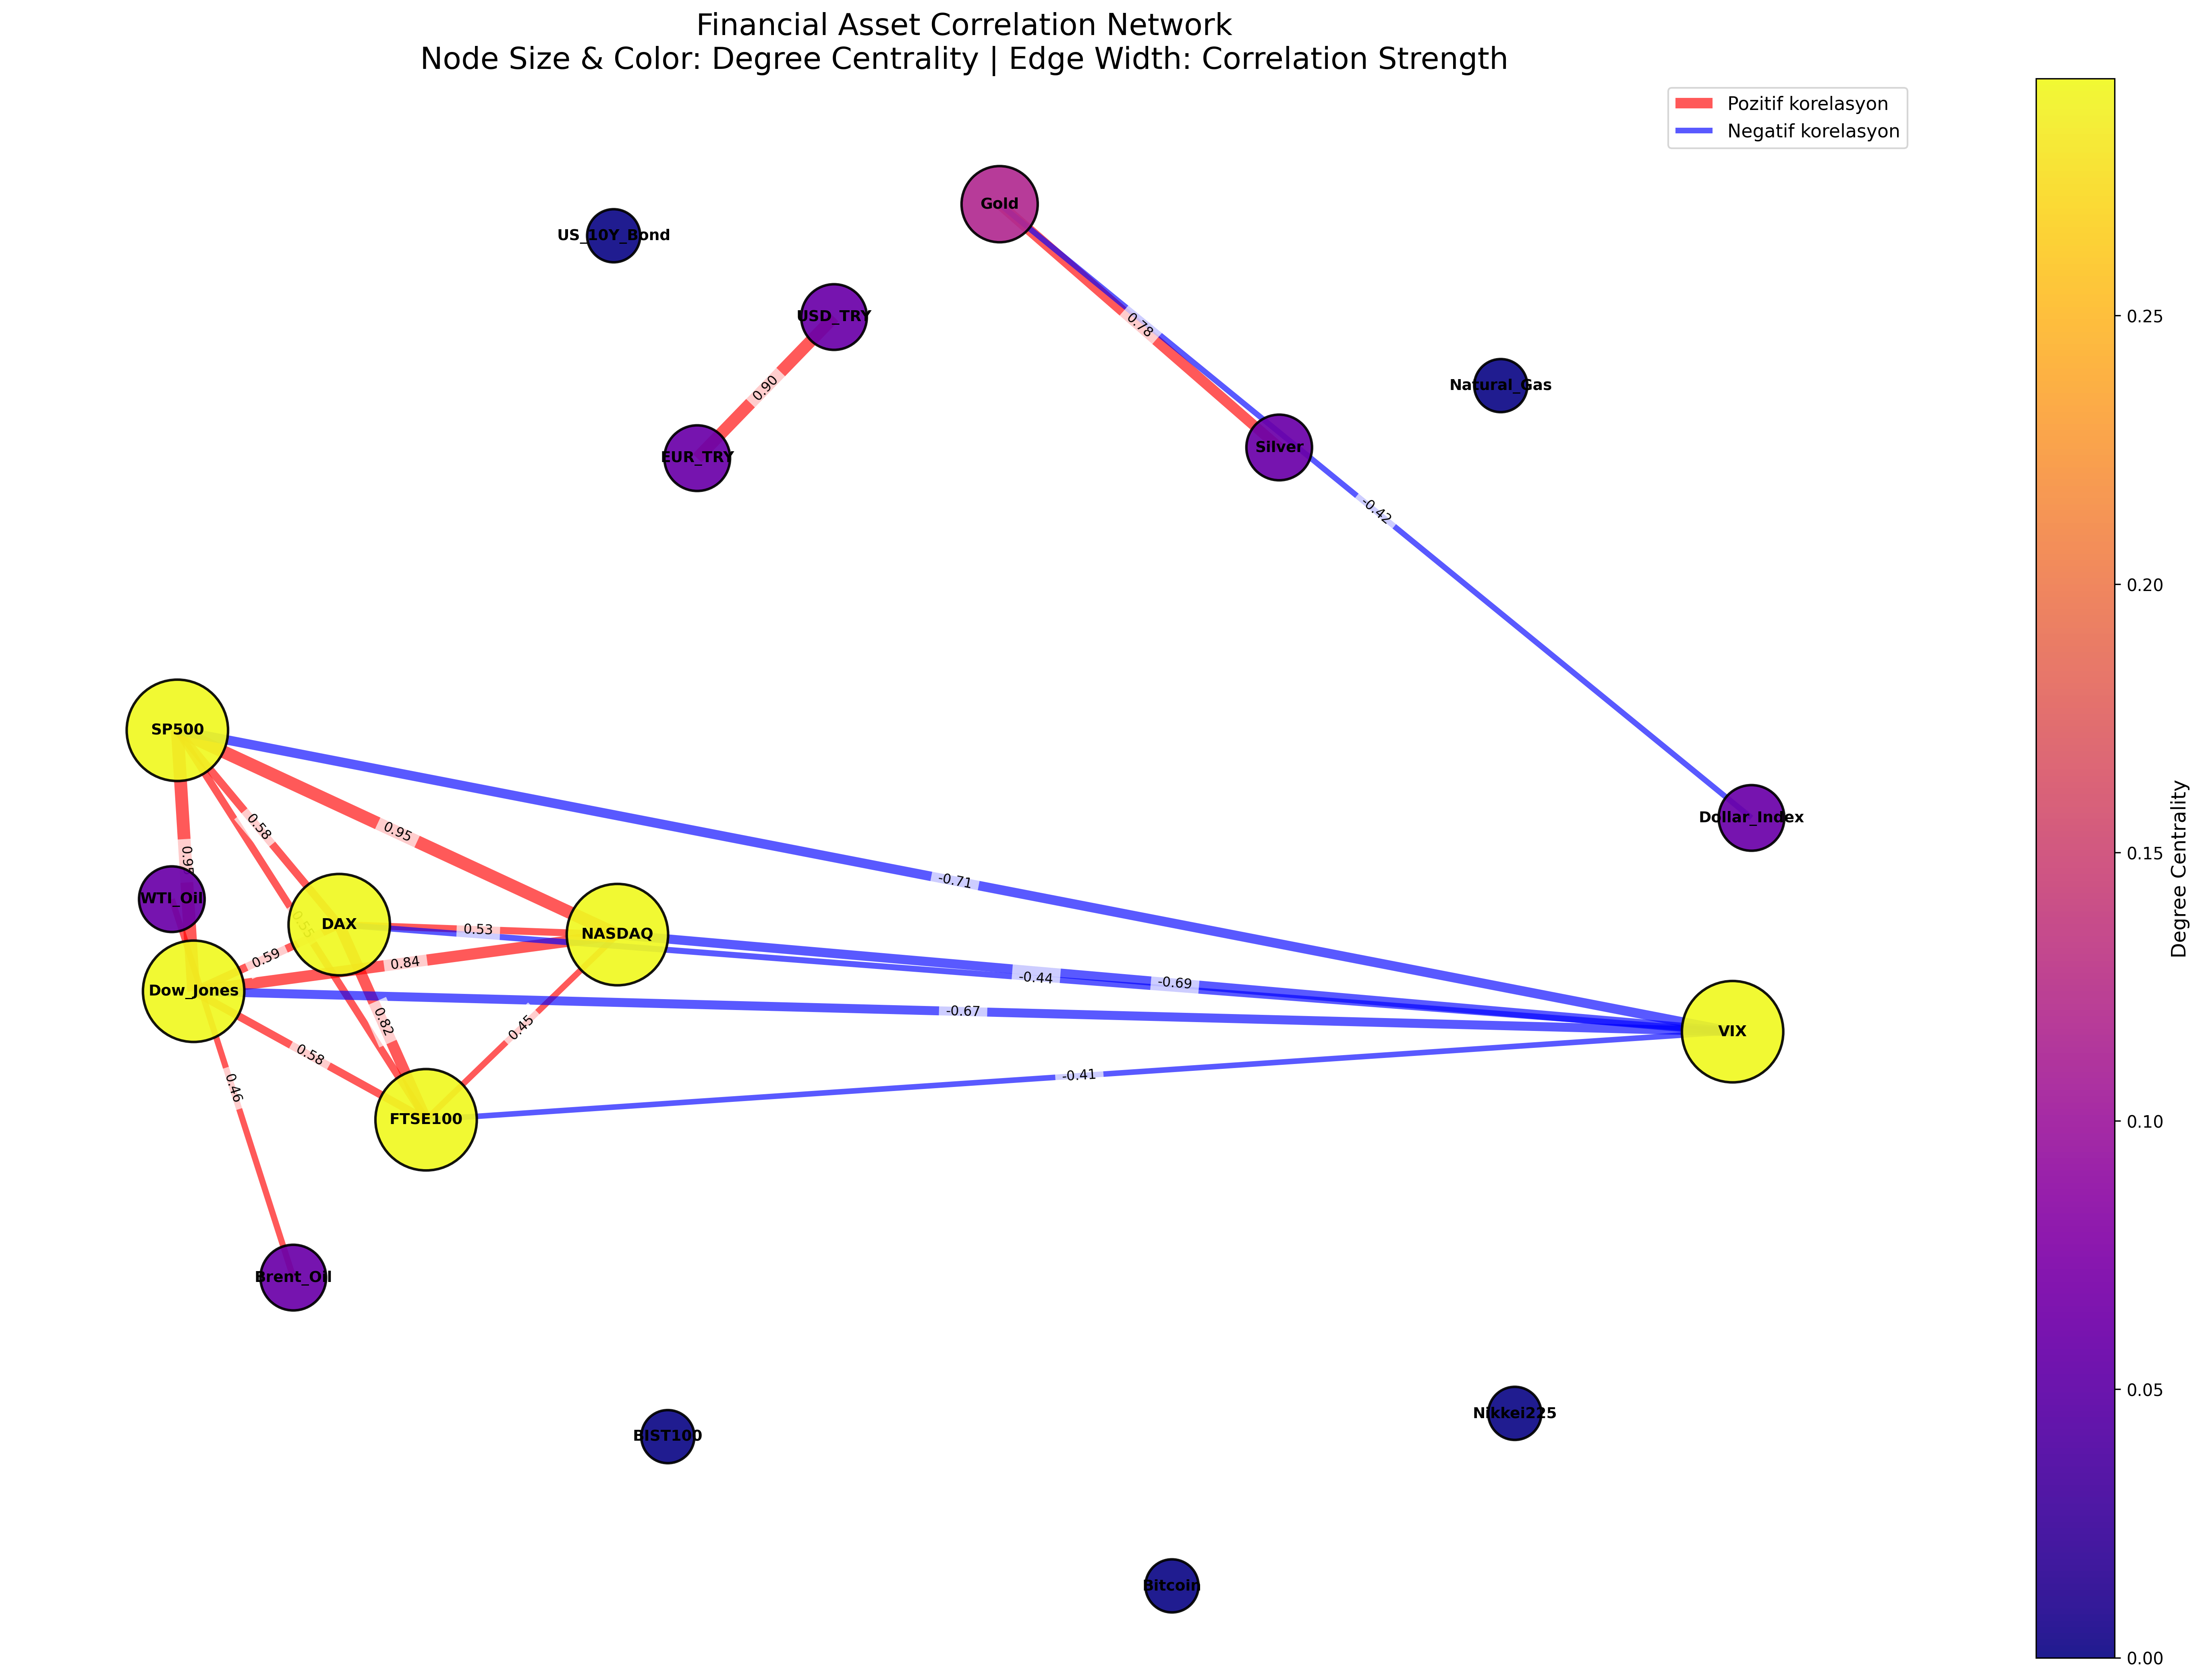 Financial Asset Correlation Network
Node Size & Color: Degree Centrality | Edge Width: Correlation Strength
Pozitif korelasyon
Negatif korelasyon
Gold
US_10Y_Bond
USD_TRY
0.78
Natural_Gas
0.90
Silver
EUR_TRY
-0.42
SP500
Dollar_Index
0.58
0.95
-0.71
WTI_Oil
DAX
0.55
0.53
NASDAQ
0.59
0.84
-0.44
-0.69
Dow_Jones
-0.67
0.82
0.45
VIX
0.58
-0.41
0.46
FTSE100
Brent_Oil
BIST100
Nikkei225
Bitcoin
0.25
0.20
0.15
0.10
0.05
0.00
Degree Centrality